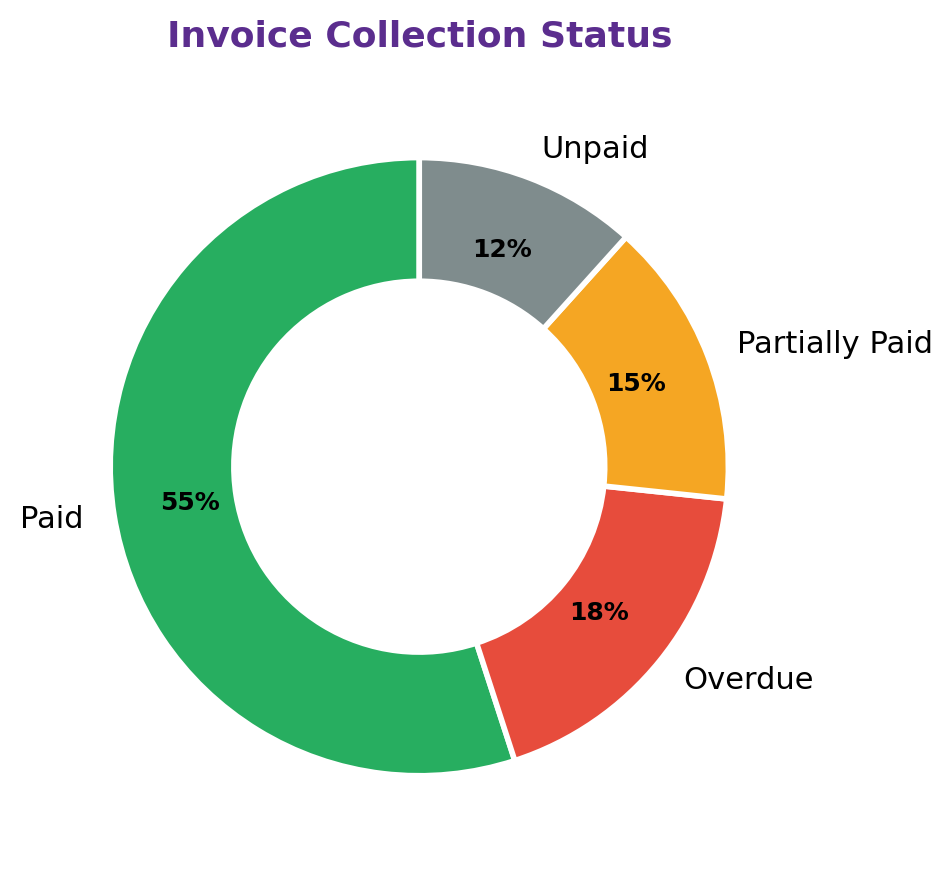 Invoice Collection Status
Unpaid
12%
Partially Paid
15%
Paid
55%
18%
Overdue